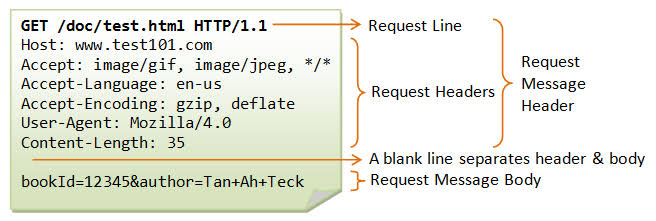 GET /doc/test.html HTTP/1.1
Host: www.test101.com
Accept: image/gif, image/jpeg, */*
Accept-Language: en-us
Accept-Encoding: gzip, deflate
User-Agent: Mozilla/4.0
Content-Length: 35
bookId=12345&author=Tan+Ah+Teck
Request Line
Request Headers
Request
Message
Header
A blank line separates header & body
Request Message Body